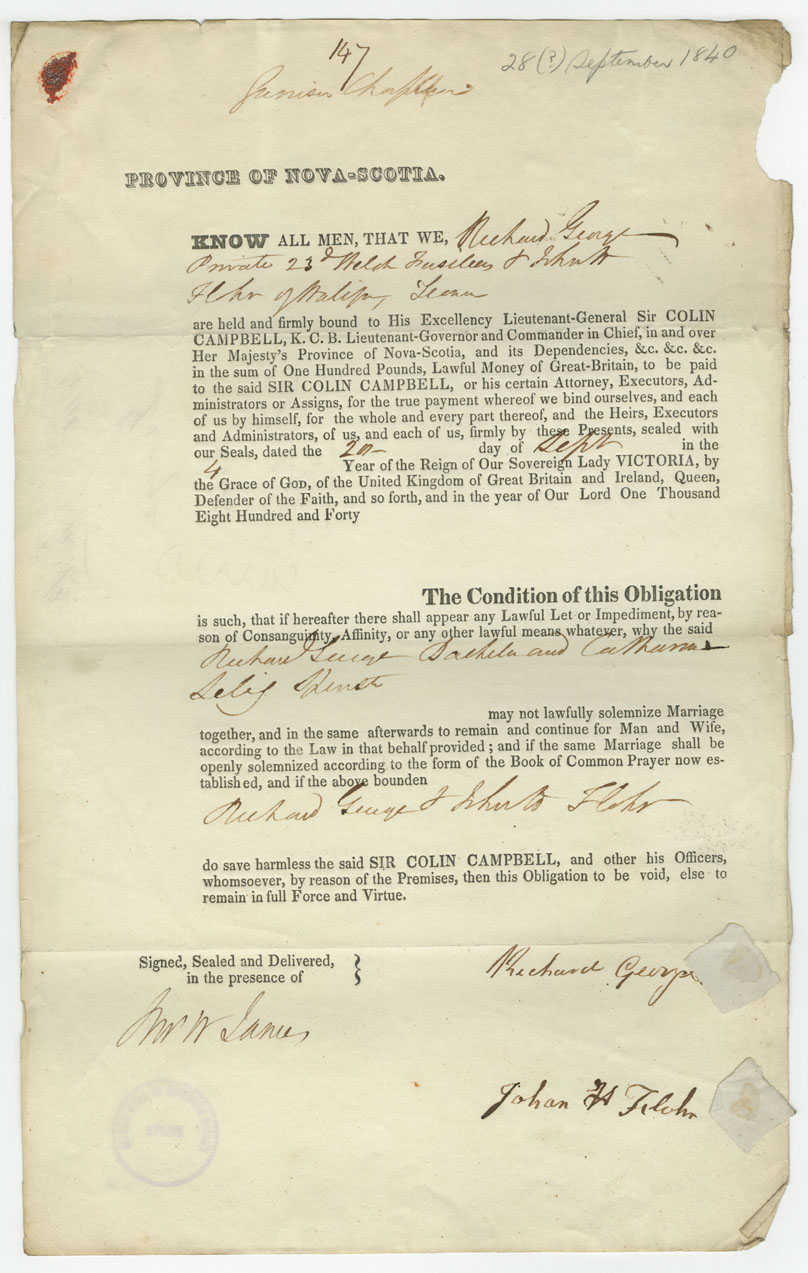 147
28(?) September 1840
Garrison Chaplain
PROVINCE OF NOVA-SCOTIA.
KNOW ALL MEN, THAT WE, Richard George
Private 23d Welch Fusileers &
Flohr of Halifax
are held and firmly bound to His Excellency Lieutenant-General Sir COLIN
CAMPBELL, K. C. B. Lieutenant-Governor and Commander in Chief, in and over
Her Majesty's Province of Nova-Scotia, and its Dependencies, &c. &c. &c.
in the sum of One Hundred Pounds, Lawful Money of Great-Britain, to be paid
to the said SIR COLIN CAMPBELL, or his certain Attorney, Executors, Ad-
ministrators or Assigns, for the true payment whereof we bind ourselves, and each
of us by himself, for the whole and every part thereof, and the Heirs, Executors
and Administrators, of us, and each of us, firmly by these Presents, sealed with
our Seals, dated the day of Sept in the
4 Year of the Reign of Our Sovereign Lady VICTORIA, by
the Grace of GOD, of the United Kingdom of Great Britain and Ireland, Queen,
Defender of the Faith, and so forth, and in the year of Our Lord One Thousand
Eight Hundred and Forty
The Condition of this Obligation
is such, that if hereafter there shall appear any Lawful Let or Impediment, by rea-
son of Consanguinity, Affinity, or any other lawful means whatever, why the said
Richard George Bachelor and Catharine
Selig Spinst
may not lawfully solemnize Marriage
together, and in the same afterwards to remain and continue for Man and Wife,
according to the Law in that behalf provided; and if the same Marriage shall be
openly solemnized according to the form of the Book of Common Prayer now es-
tablished, and if the above bounden
Richard George & John H Flohr
do save harmless the said SIR COLIN CAMPBELL, and other his Officers,
whomsoever, by reason of the Premises, then this Obligation to be void, else to
remain in full Force and Virtue.
Signed, Sealed and Delivered,
in the presence of
Richard George
W James
Johan H Flohr